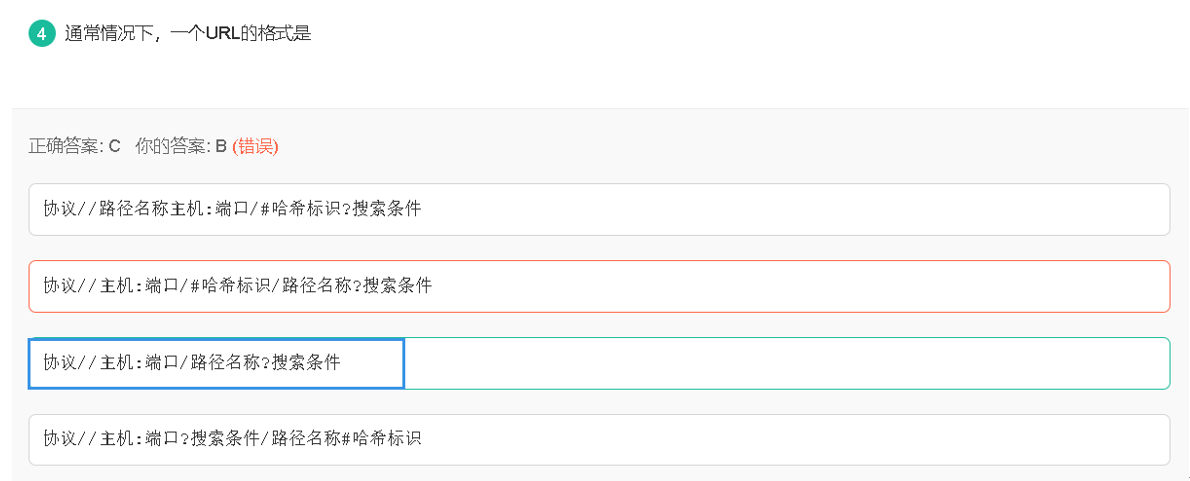 4 通常情况下，一个URL的格式是
正确答案: C 你的答案: B (错误)
协议//路径名称主机:端口/#哈希标识?搜索条件
协议//主机:端口/#哈希标识/路径名称?搜索条件
协议//主机:端口/路径名称?搜索条件
协议//主机:端口?搜索条件/路径名称#哈希标识